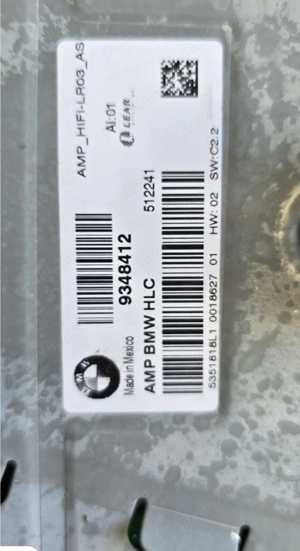 AMP_HIFI-LR03_AS
AI:01
LEAR
9348412
512241
BMW
Made in Mexico
AMP BMW HLC
5351818L1 0018627 01 HW: 02 SW:C2.2